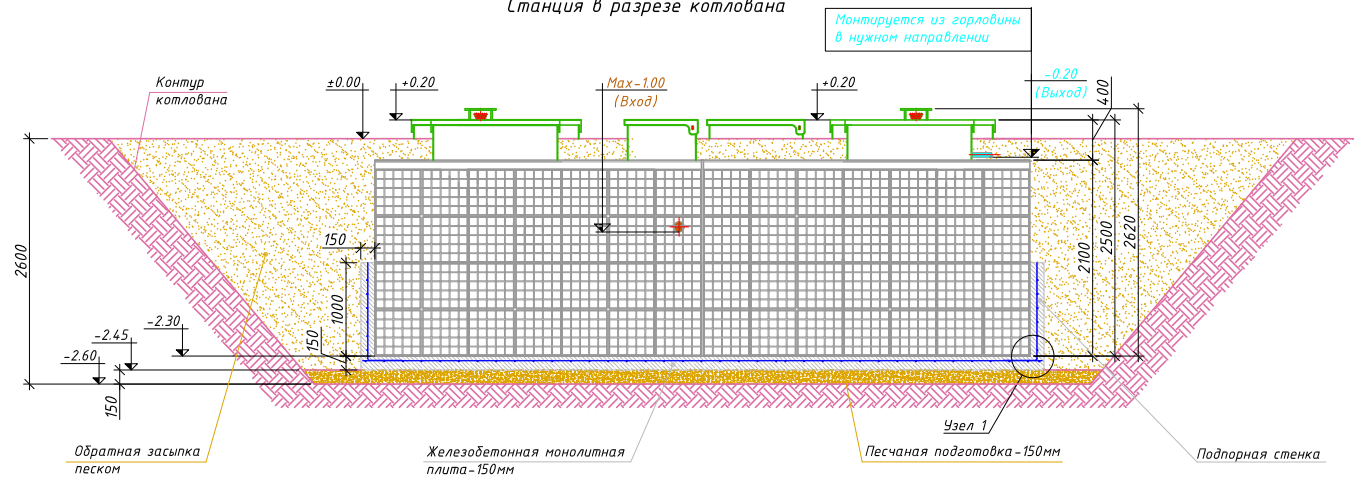 Станция в разрезе котлована
Монтируется из горловины
в нужном направлении
Контур
котлована
±0.00
+0.20
Max-1.00
(Вход)
+0.20
-0.20
(Выход)
400
2600
150
1000
150
2100
2500
2620
-2.30
-2.45
-2.60
150
Узел 1
Обратная засыпка
песком
Железобетонная монолитная
плита-150мм
Песчаная подготовка-150мм
Подпорная стенка